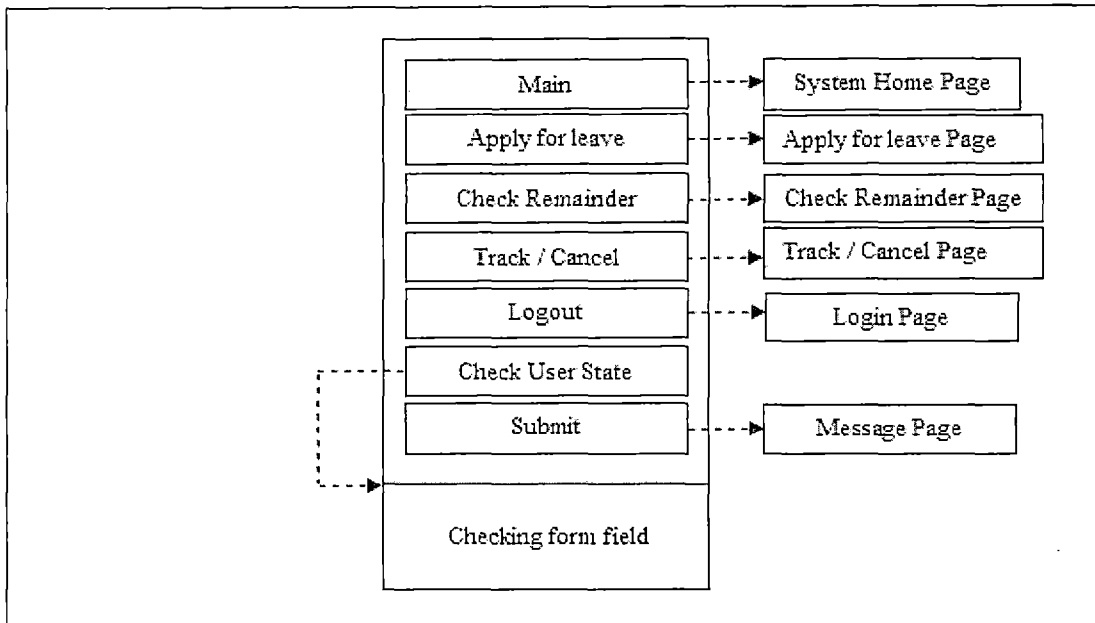 Main
System Home Page
Apply for leave
Apply for leave Page
Check Remainder
Check Remainder Page
Track / Cancel
Track / Cancel Page
Logout
Login Page
Check User State
Submit
Message Page
Checking form field